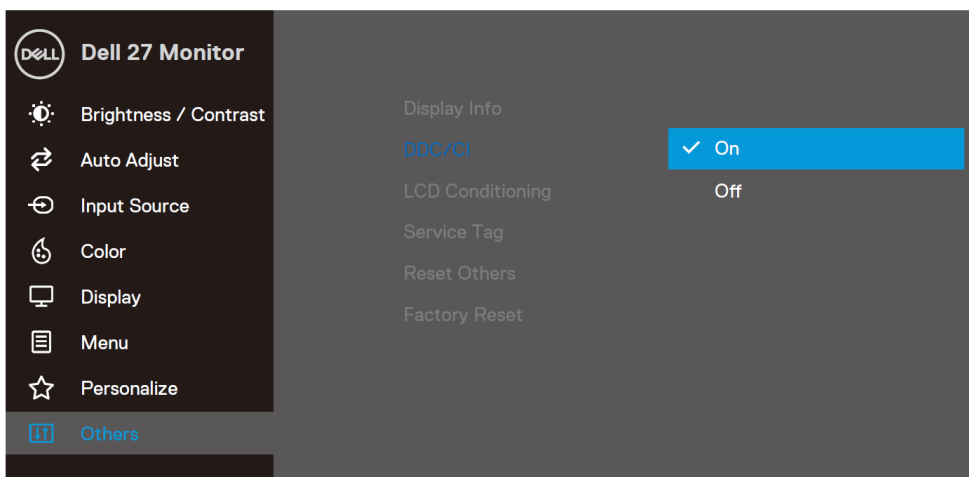 DELL
Dell 27 Monitor
Brightness / Contrast
Auto Adjust
Input Source
Color
Display
Menu
Personalize
Others
Display Info
DDC/CI
LCD Conditioning
Service Tag
Reset Others
Factory Reset
On
Off